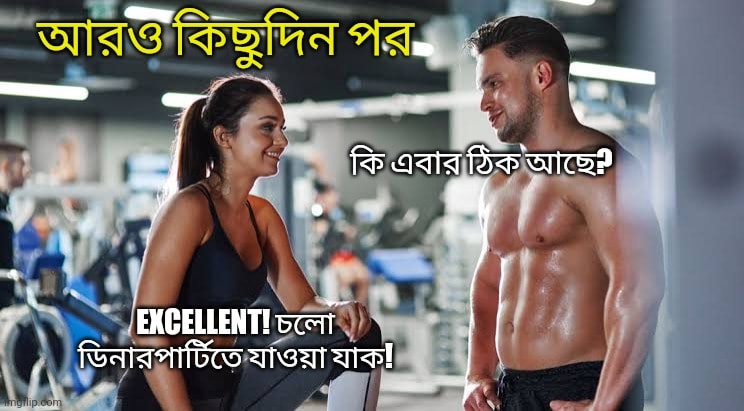 আরও কিছুদিন পর
কি এবার ঠিক আছে?
EXCELLENT! চলো
ডিনারপার্টিতে যাওয়া যাক!
imgflip.com